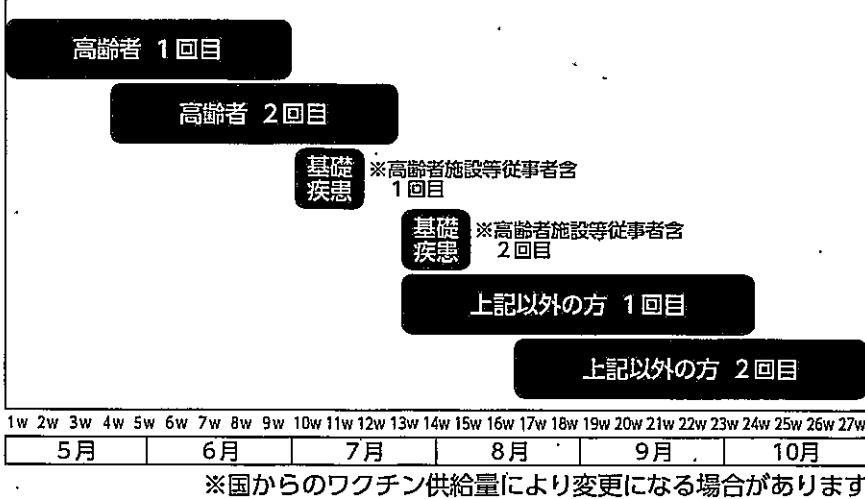 高齢者 1回目
高齢者 2回目
基礎
疾患
※高齢者施設等従事者含
1回目
基礎
疾患
※高齢者施設等従事者含
2回目
上記以外の方 1回目
上記以外の方 2回目
1w 2w 3w 4w 5w 6w 7w 8w 9w 10w 11w 12w 13w 14w 15w 16w 17w 18w 19w 20w 21w 22w 23w 24w 25w 26w 27w
5月 6月 7月 8月 9月 10月
※国からのワクチン供給量により変更になる場合があります